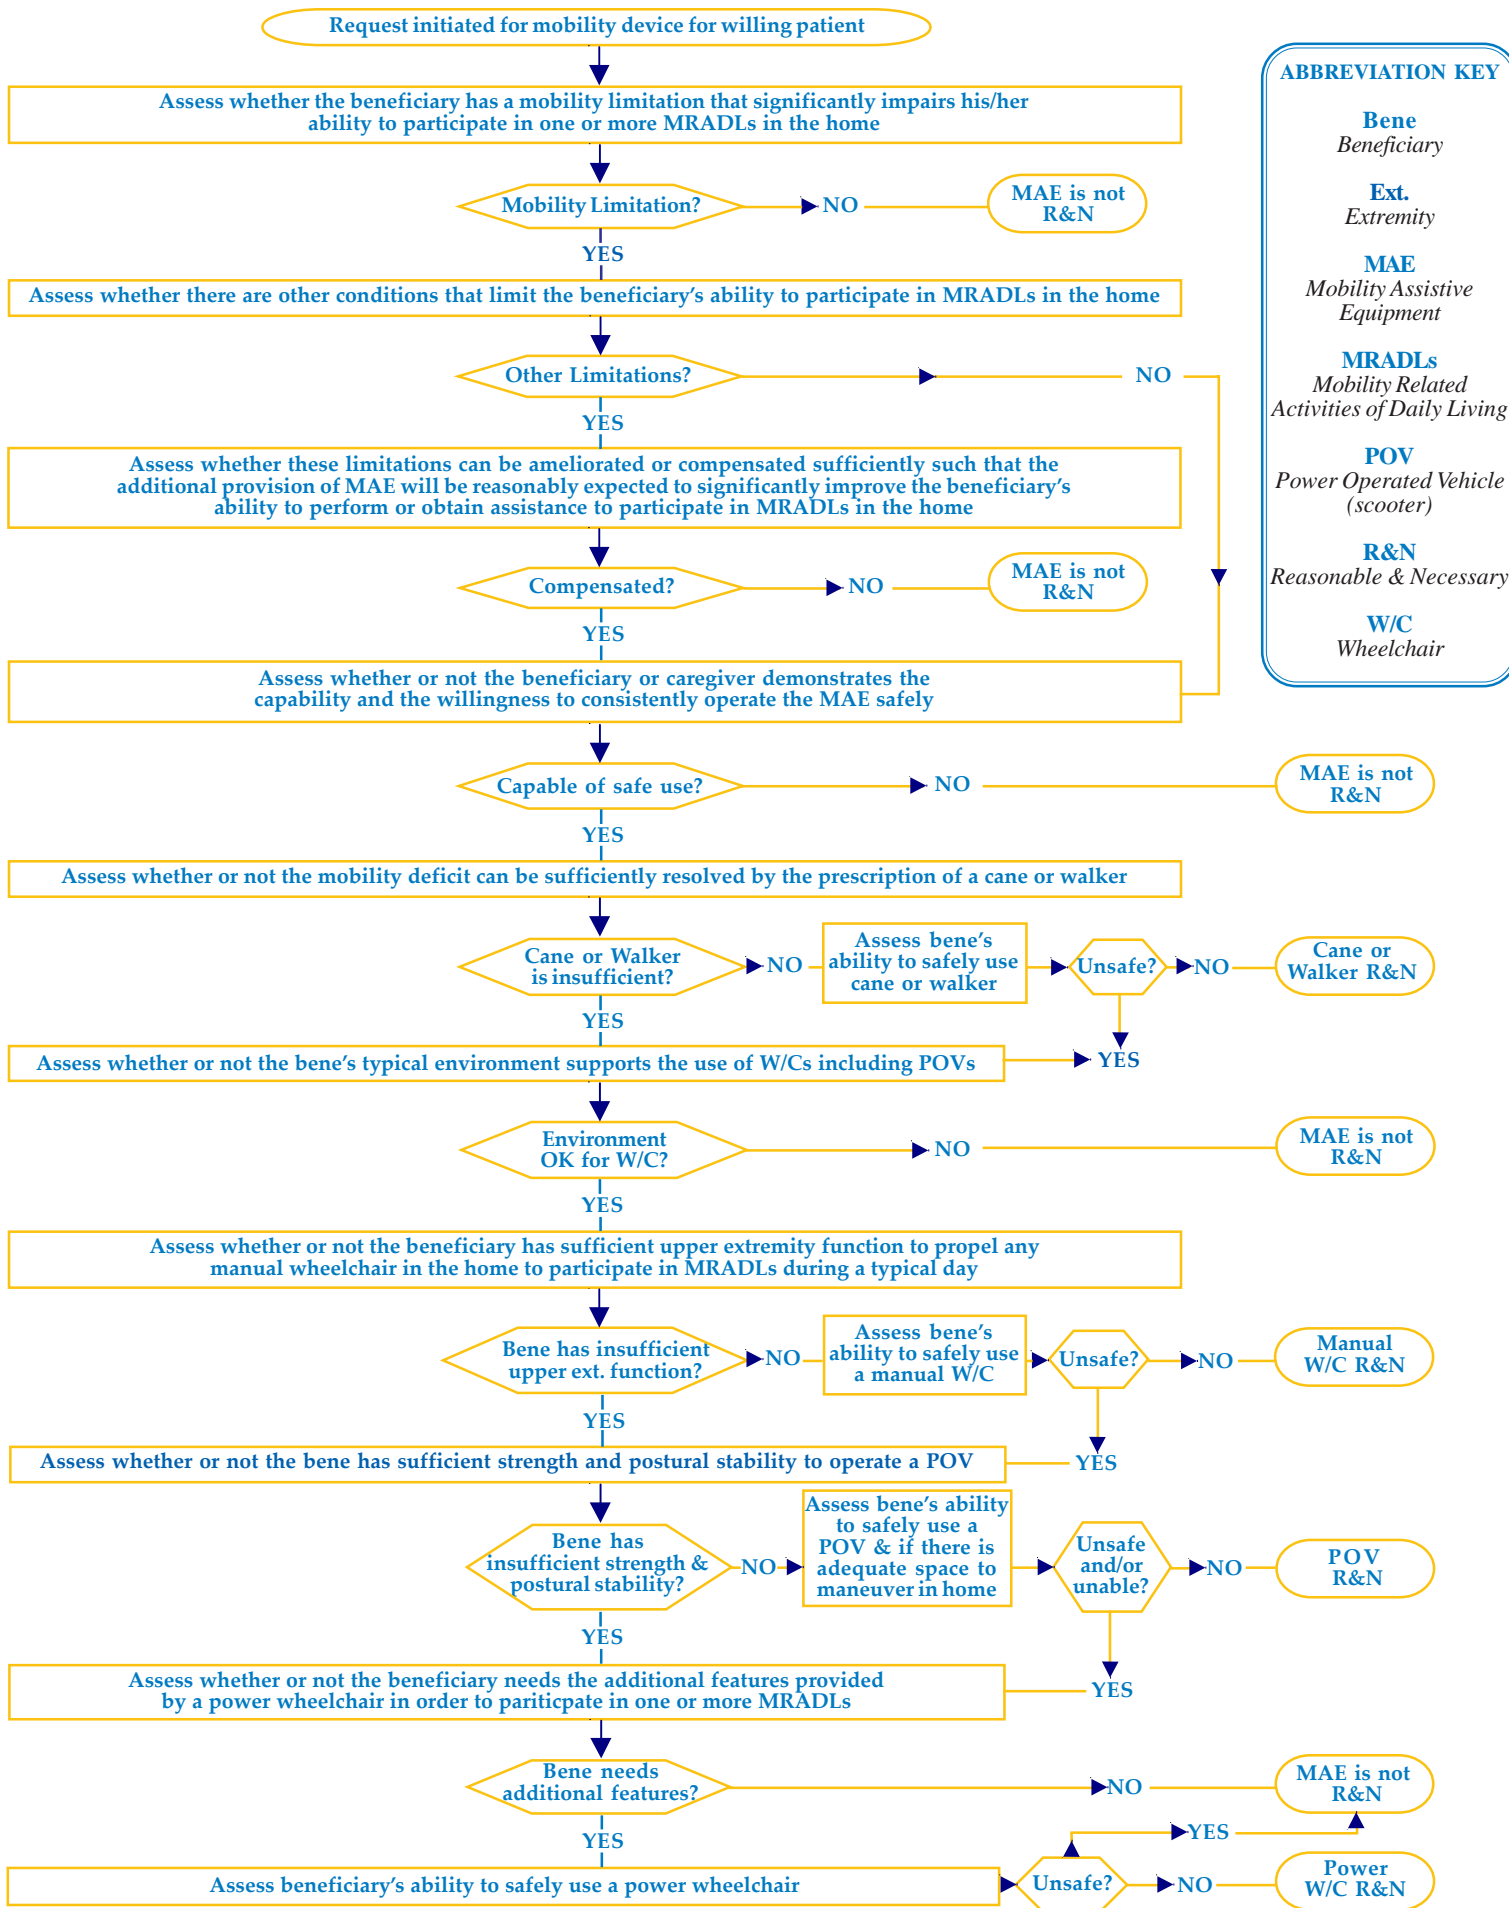 Request initiated for mobility device for willing patient
Assess whether the beneficiary has a mobility limitation that significantly impairs his/her
ability to participate in one or more MRADLs in the home
Mobility Limitation?
NO
MAE is not
R&N
YES
Assess whether there are other conditions that limit the beneficiary's ability to participate in MRADLs in the home
Other Limitations?
NO
YES
Assess whether these limitations can be ameliorated or compensated sufficiently such that the
additional provision of MAE will be reasonably expected to significantly improve the beneficiary's
ability to perform or obtain assistance to participate in MRADLs in the home
Compensated?
NO
MAE is not
R&N
YES
Assess whether or not the beneficiary or caregiver demonstrates the
capability and the willingness to consistently operate the MAE safely
Capable of safe use?
NO
MAE is not
R&N
YES
Assess whether or not the mobility deficit can be sufficiently resolved by the prescription of a cane or walker
Cane or Walker
is insufficient?
NO
Assess bene's
ability to safely use
cane or walker
Unsafe?
NO
Cane or
Walker R&N
YES
Assess whether or not the bene's typical environment supports the use of W/Cs including POVs
YES
Environment
OK for W/C?
NO
MAE is not
R&N
YES
Assess whether or not the beneficiary has sufficient upper extremity function to propel any
manual wheelchair in the home to participate in MRADLs during a typical day
Bene has insufficient
upper ext. function?
NO
Assess bene's
ability to safely use
a manual W/C
Unsafe?
NO
Manual
W/C R&N
YES
Assess whether or not the bene has sufficient strength and postural stability to operate a POV
YES
Bene has
insufficient strength &
postural stability?
NO
Assess bene's ability
to safely use a
POV & if there is
adequate space to
maneuver in home
Unsafe
and/or
unable?
NO
POV
R&N
YES
Assess whether or not the beneficiary needs the additional features provided
by a power wheelchair in order to pariticpate in one or more MRADLs
YES
Bene needs
additional features?
NO
MAE is not
R&N
YES
YES
Assess beneficiary's ability to safely use a power wheelchair
Unsafe?
NO
Power
W/C R&N
ABBREVIATION KEY
Bene
Beneficiary
Ext.
Extremity
MAE
Mobility Assistive
Equipment
MRADLs
Mobility Related
Activities of Daily Living
POV
Power Operated Vehicle
(scooter)
R&N
Reasonable & Necessary
W/C
Wheelchair